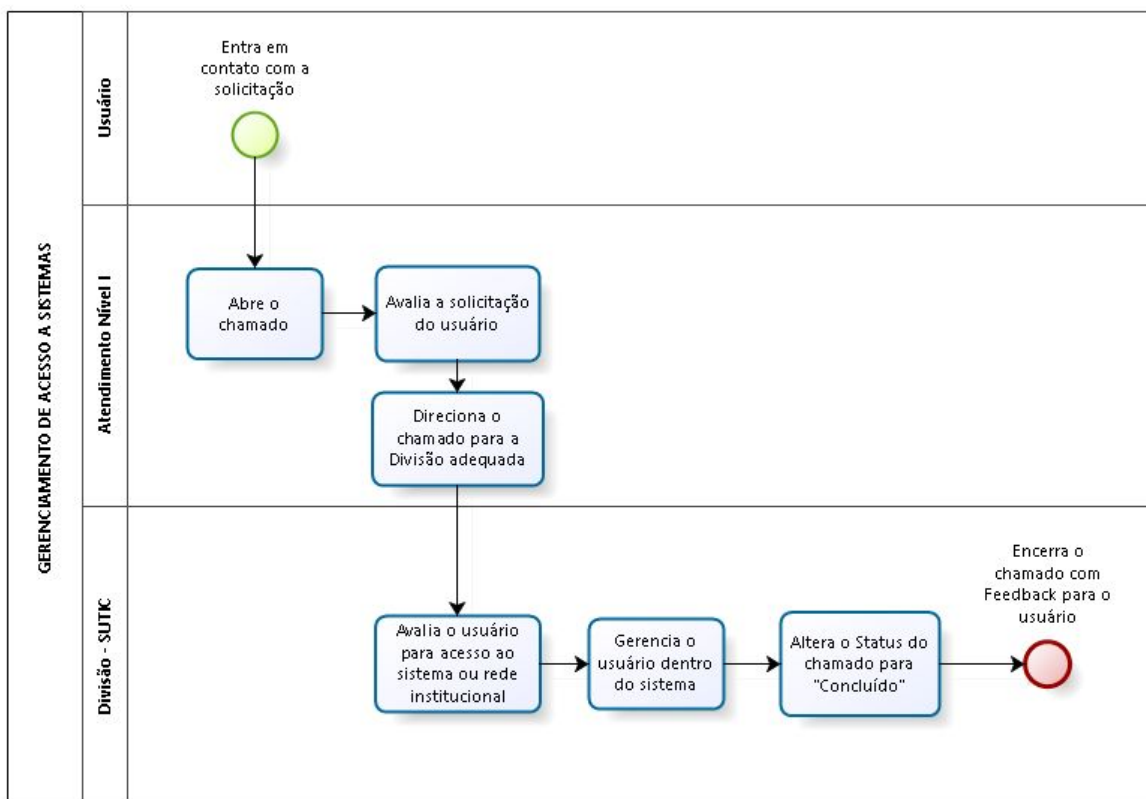 GERENCIAMENTO DE ACESSO A SISTEMAS
Usuário
Entra em
contato com a
solicitação
Atendimento Nível I
Abre o
chamado
Avalia a solicitação
do usuário
Direciona o
chamado para a
Divisão adequada
Divisão - SUTIC
Avalia o usuário
para acesso ao
sistema ou rede
institucional
Gerencia o
usuário dentro
do sistema
Altera o Status do
chamado para
"Concluído"
Encerra o
chamado com
Feedback para o
usuário